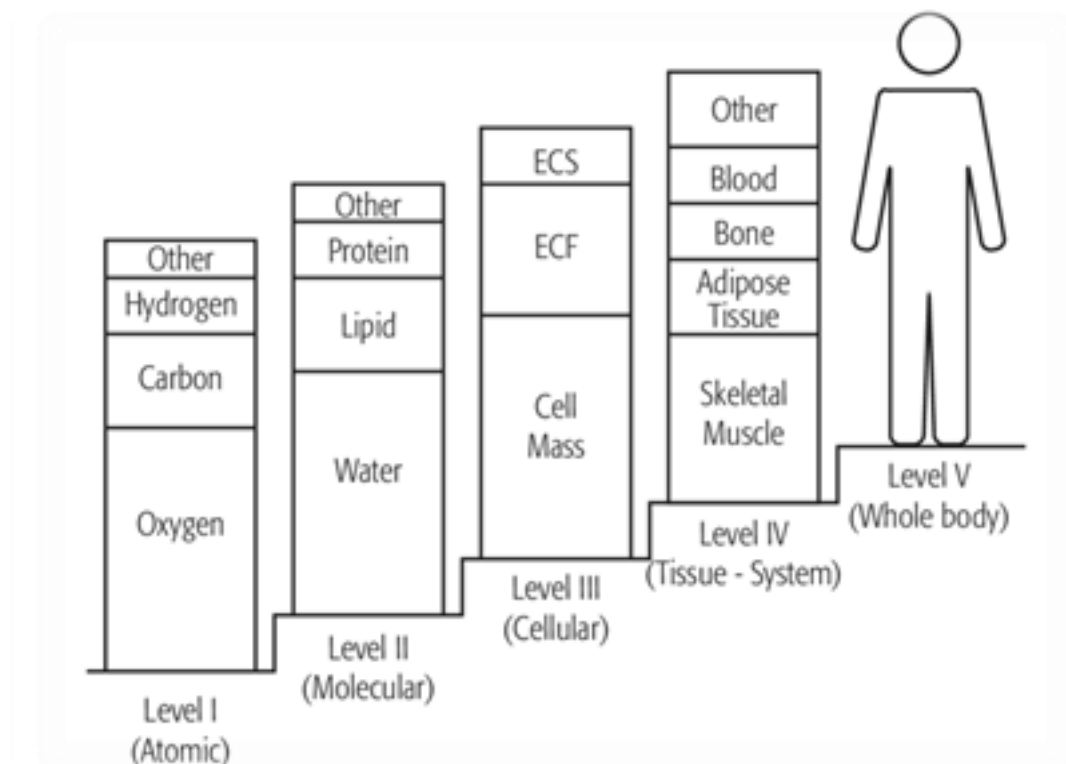 Other
Hydrogen
Carbon
Oxygen
Level I
(Atomic)
Other
Protein
Lipid
Water
Level II
(Molecular)
ECS
ECF
Cell
Mass
Level III
(Cellular)
Other
Blood
Bone
Adipose
Tissue
Skeletal
Muscle
Level IV
(Tissue - System)
Level V
(Whole body)